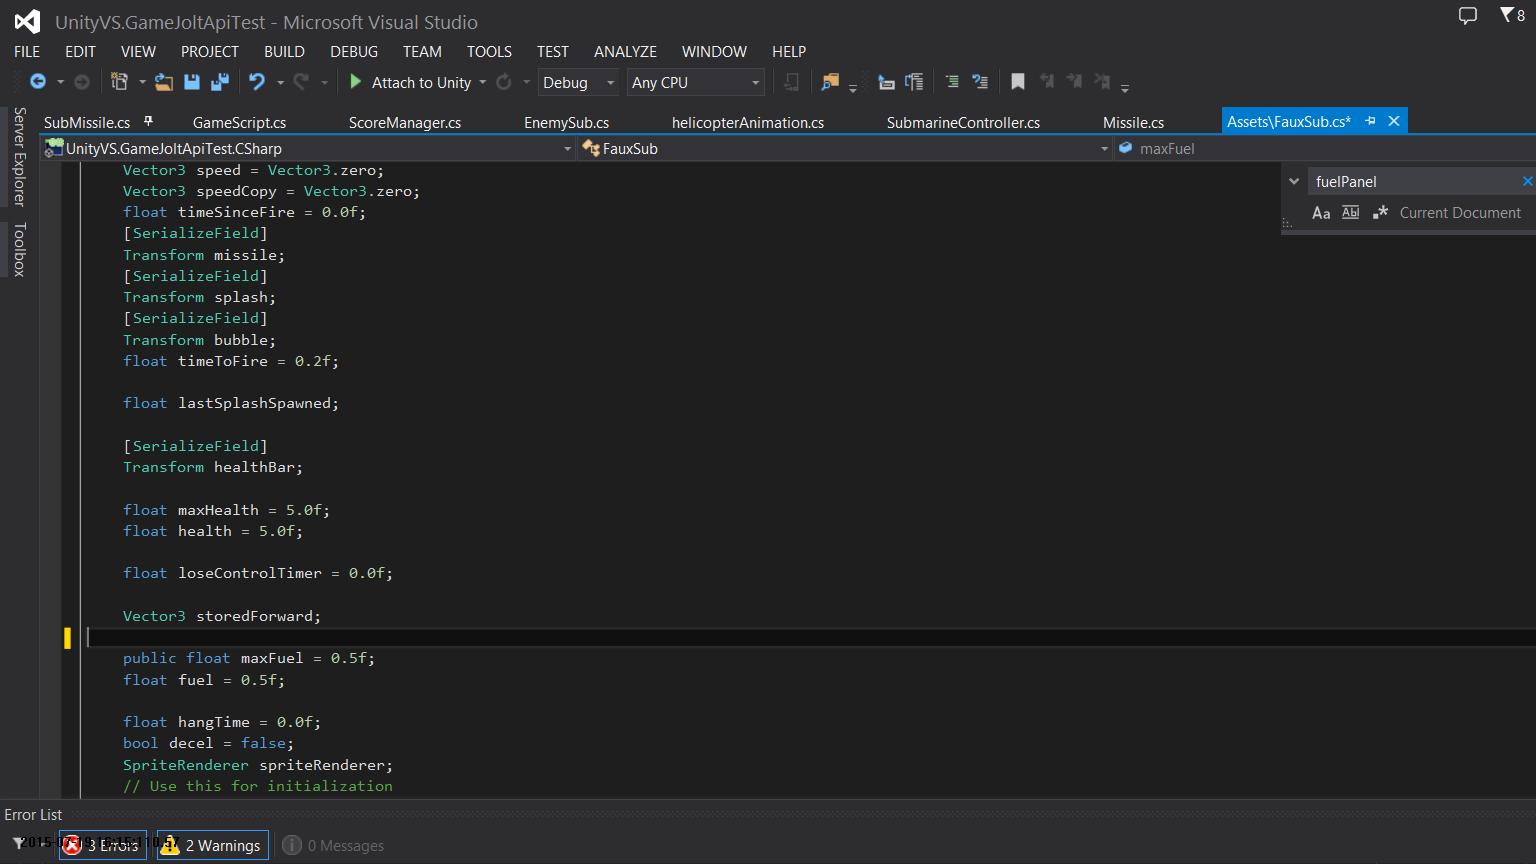 UnityVS.GameJoltApiTest - Microsoft Visual Studio
8
FILE EDIT VIEW PROJECT BUILD DEBUG TEAM TOOLS TEST ANALYZE WINDOW HELP
Attach to Unity Debug Any CPU
Server Explorer
Toolbox
SubMissile.cs GameScript.cs ScoreManager.cs EnemySub.cs helicopterAnimation.cs SubmarineController.cs Missile.cs Assets\FauxSub.cs*
UnityVS.GameJoltApiTest.CSharp FauxSub maxFuel
fuelPanel
Aa Abl .* Current Document
Vector3 speed = Vector3.zero;
Vector3 speedCopy = Vector3.zero;
float timeSinceFire = 0.0f;
[SerializeField]
Transform missile;
[SerializeField]
Transform splash;
[SerializeField]
Transform bubble;
float timeToFire = 0.2f;
float lastSplashSpawned;
[SerializeField]
Transform healthBar;
float maxHealth = 5.0f;
float health = 5.0f;
float loseControlTimer = 0.0f;
Vector3 storedForward;
public float maxFuel = 0.5f;
float fuel = 0.5f;
float hangTime = 0.0f;
bool decel = false;
SpriteRenderer spriteRenderer;
// Use this for initialization
Error List
3 Errors 2 Warnings 0 Messages